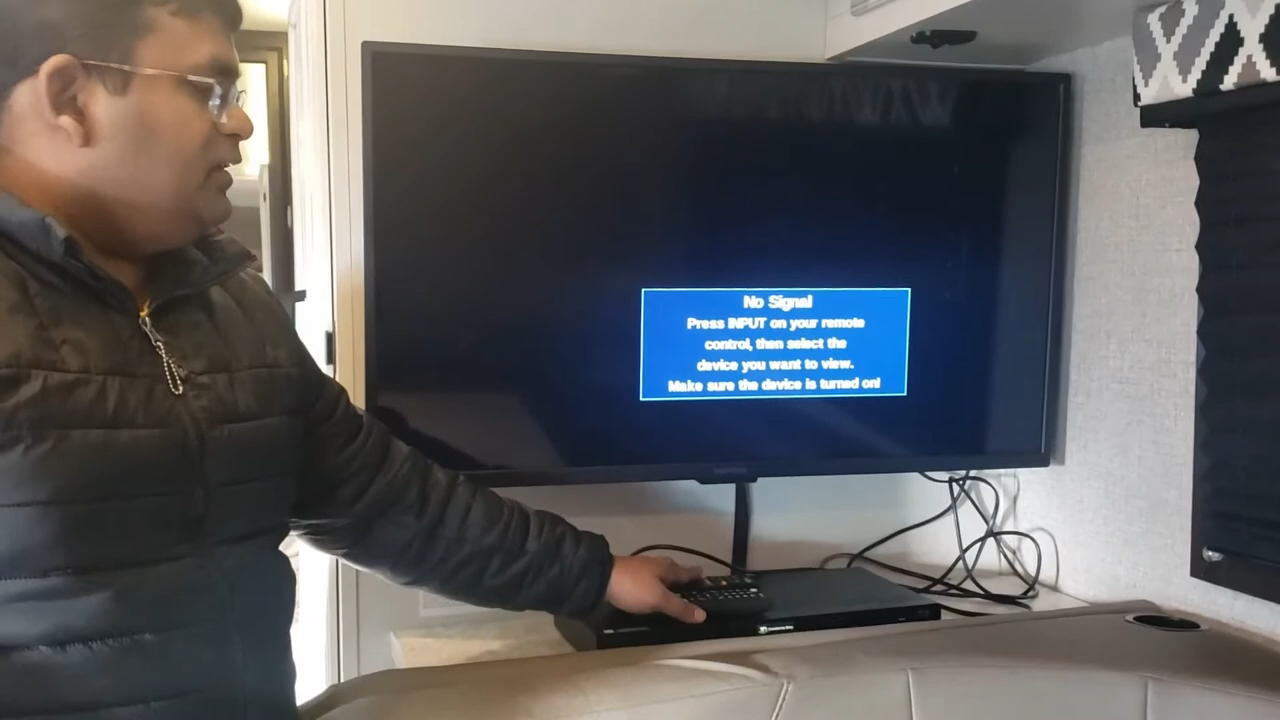 No Signal
Press INPUT on your remote
control, then select the
device you want to view.
Make sure the device is turned on!